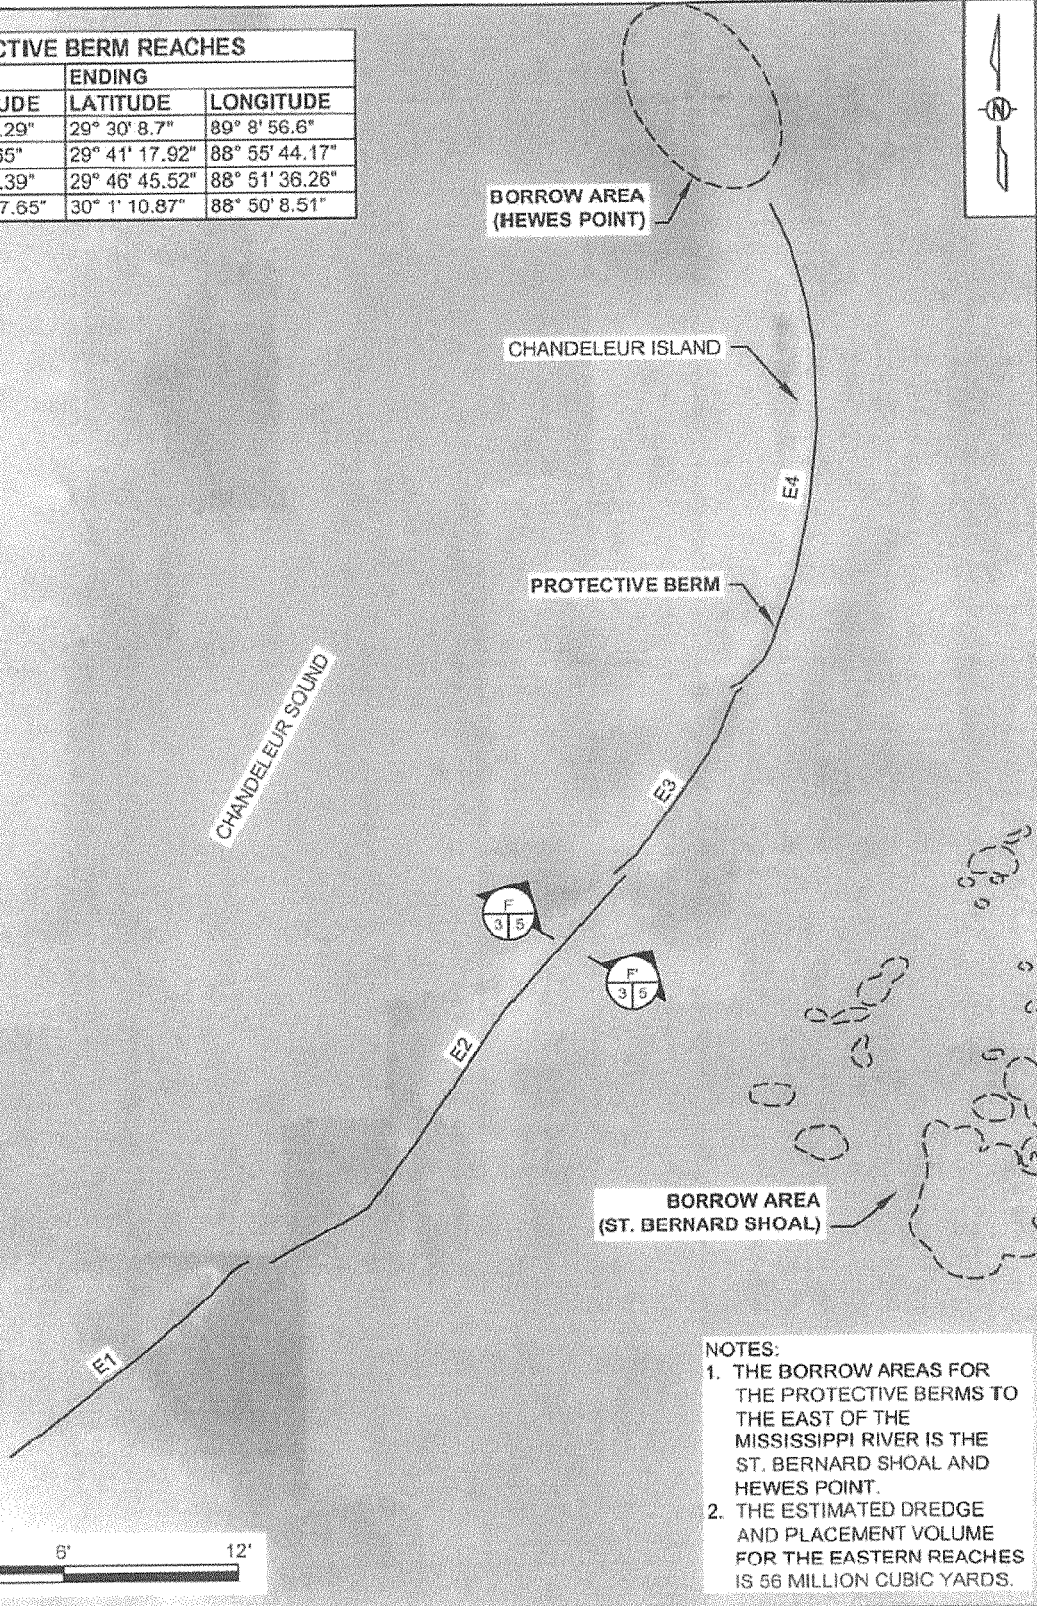 CTIVE BERM REACHES
ENDING
UDE LATITUDE LONGITUDE
.29" 29° 30' 8.7" 89° 8' 56.6"
65" 29° 41' 17.92" 88° 55' 44.17"
.39" 29° 46' 45.52" 88° 51' 36.26"
7.65" 30° 1' 10.87" 88° 50' 8.51"
N
BORROW AREA
(HEWES POINT)
CHANDELEUR ISLAND
E4
PROTECTIVE BERM
CHANDELEUR SOUND
E3
F
3 5
F'
3 5
E2
BORROW AREA
(ST. BERNARD SHOAL)
E1
NOTES:
1. THE BORROW AREAS FOR
THE PROTECTIVE BERMS TO
THE EAST OF THE
MISSISSIPPI RIVER IS THE
ST. BERNARD SHOAL AND
HEWES POINT.
2. THE ESTIMATED DREDGE
AND PLACEMENT VOLUME
FOR THE EASTERN REACHES
IS 56 MILLION CUBIC YARDS.
6' 12'